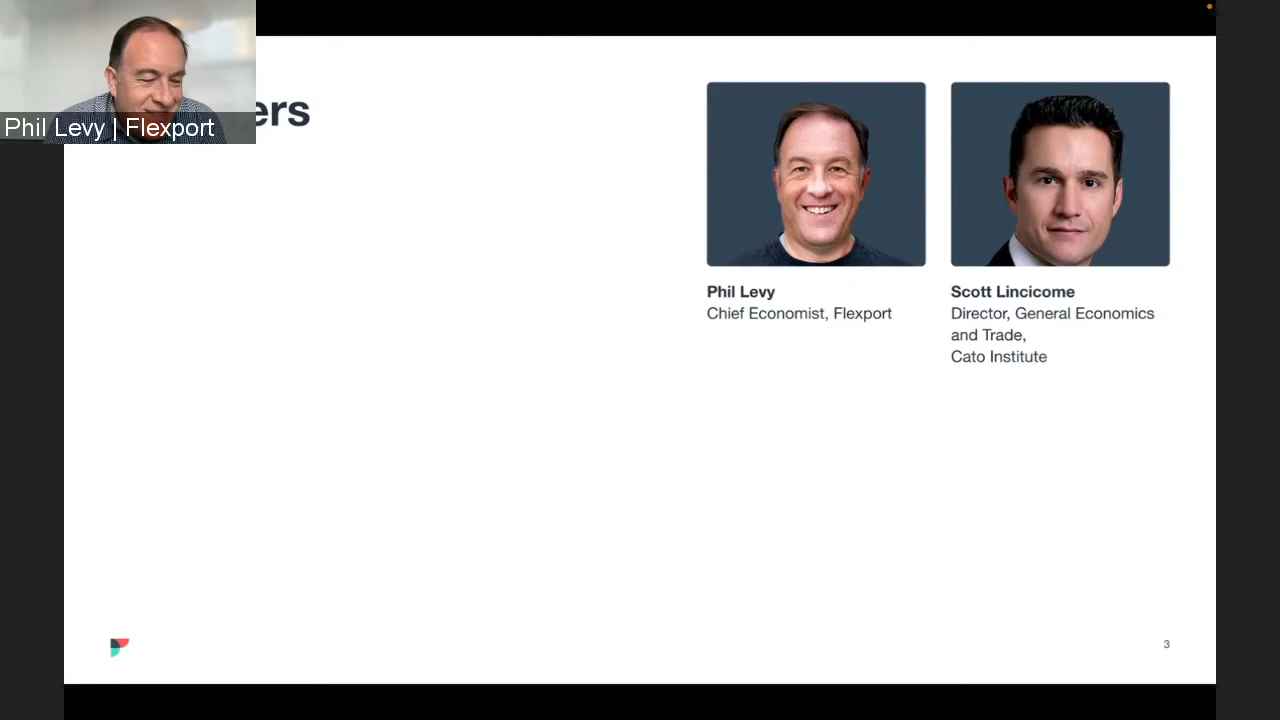 Phil Levy | Flexport
ers
Phil Levy
Chief Economist, Flexport
Scott Lincicome
Director, General Economics
and Trade,
Cato Institute
3